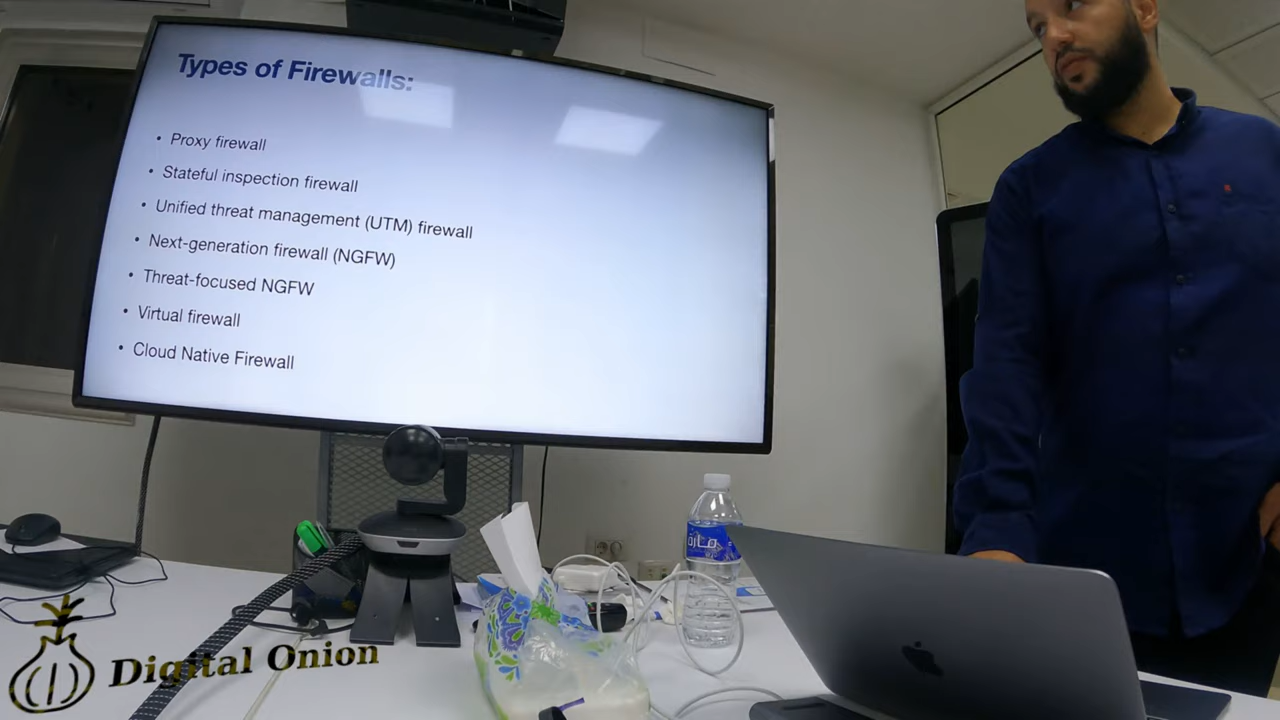 Types of Firewalls:
• Proxy firewall
• Stateful inspection firewall
• Unified threat management (UTM) firewall
• Next-generation firewall (NGFW)
• Threat-focused NGFW
• Virtual firewall
• Cloud Native Firewall
Digital Onion